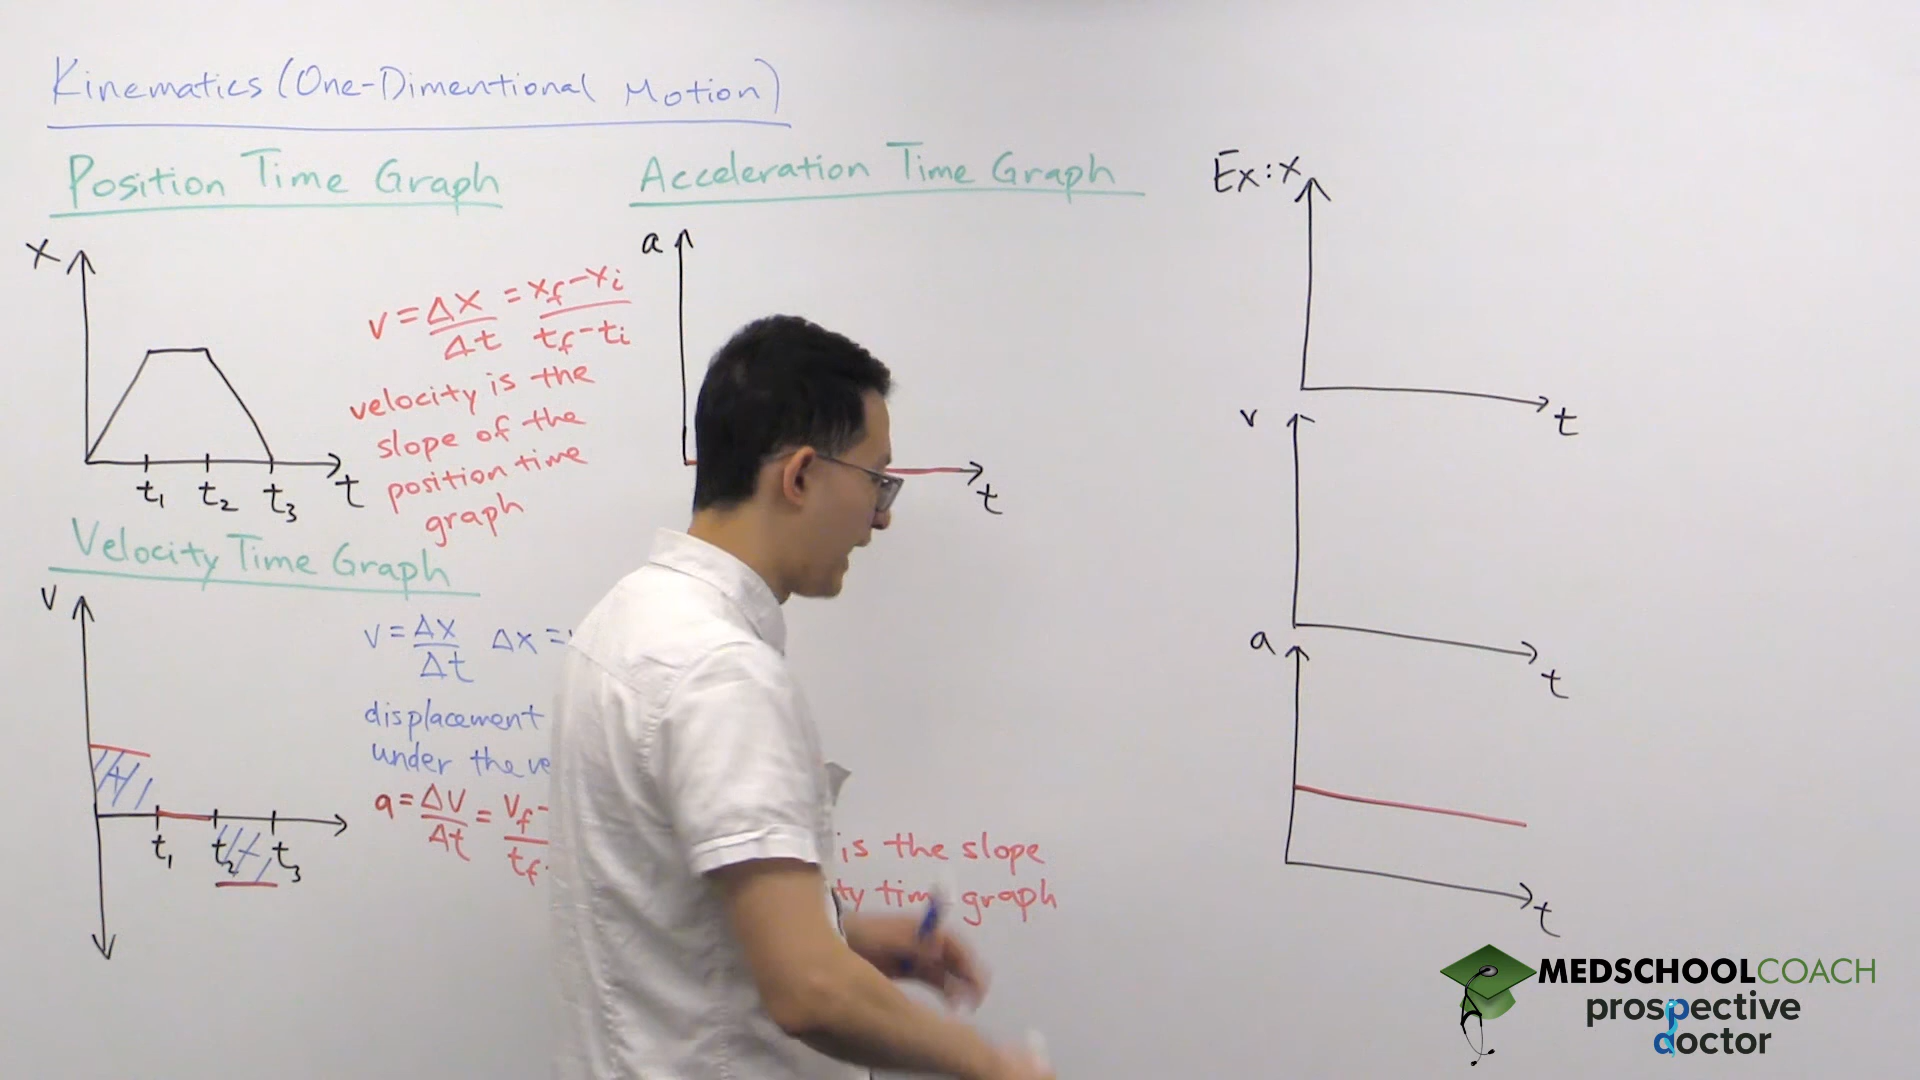 Kinematics (One-Dimentional Motion)
Position Time Graph
x
t₁ t₂ t₃ t
v = Δx/Δt = xf-xi/tf-ti
velocity is the
slope of the
position time
graph
Velocity Time Graph
v
t₁ t₂ t₃
v = Δx/Δt Δx =
displacement
under the
a = Δv/Δt = vf-/tf
is the slope
time graph
Acceleration Time Graph
a
t
Ex: x
t
v
t
a
t
MEDSCHOOLCOACH
prospective
doctor